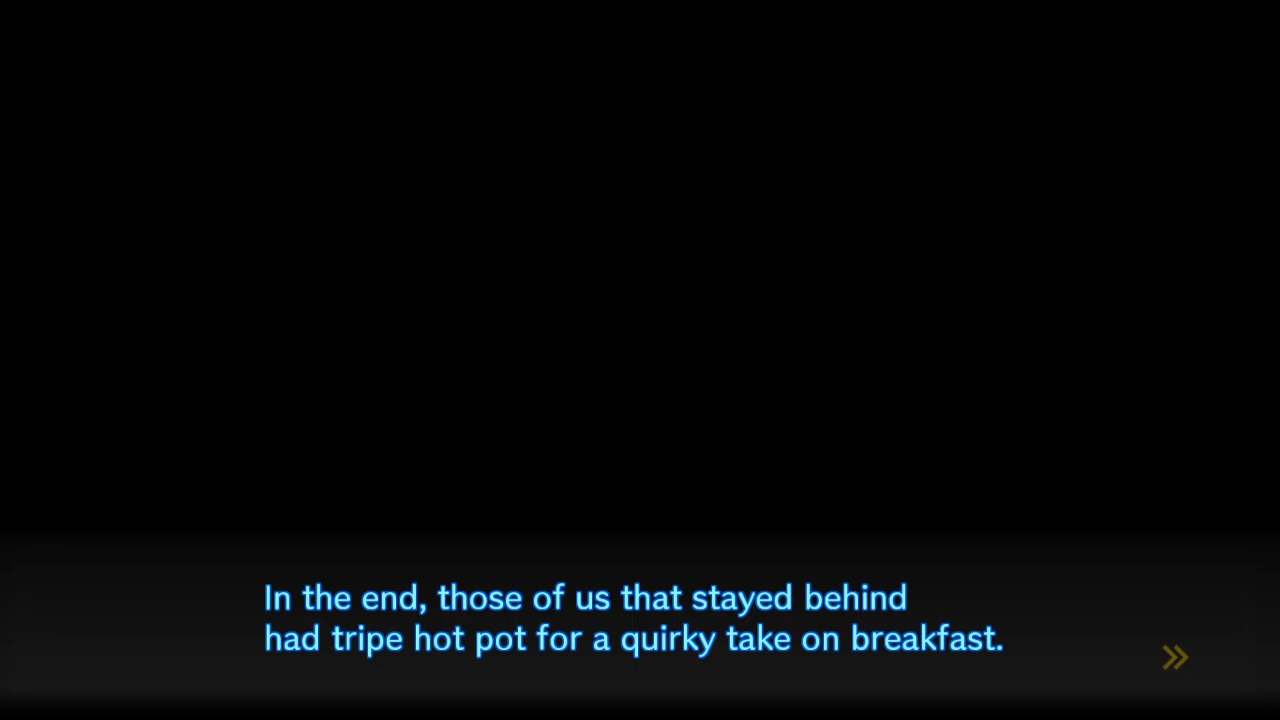 In the end, those of us that stayed behind
had tripe hot pot for a quirky take on breakfast.